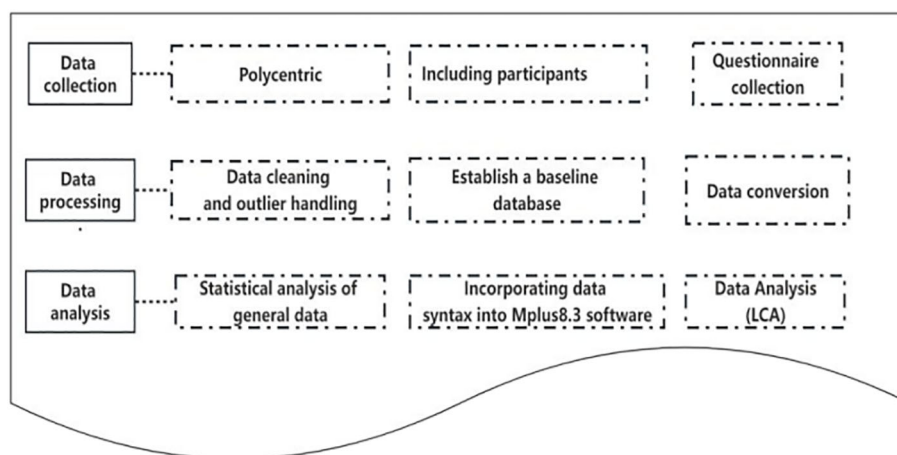 Data
collection
Polycentric
Including participants
Questionnaire
collection
Data
processing
Data cleaning
and outlier handling
Establish a baseline
database
Data conversion
Data
analysis
Statistical analysis of
general data
Incorporating data
syntax into Mplus8.3 software
Data Analysis
(LCA)